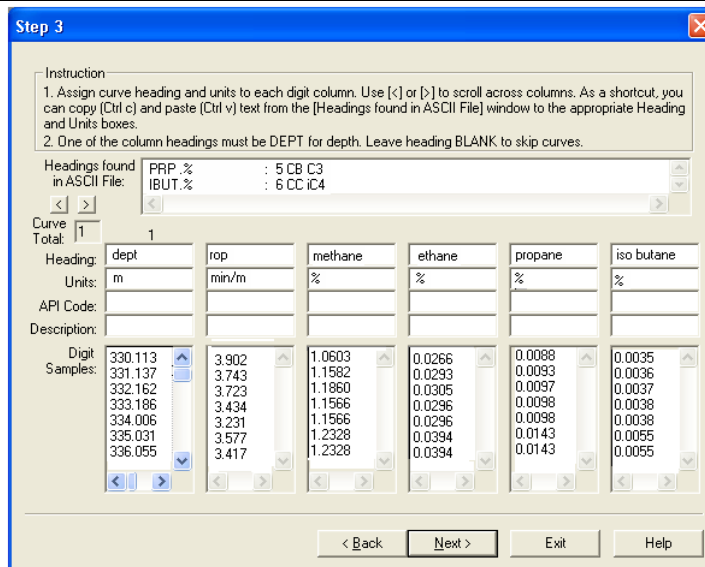 Step 3
Instruction
1. Assign curve heading and units to each digit column. Use [<] or [>] to scroll across columns. As a shortcut, you
can copy (Ctrl c) and paste (Ctrl v) text from the [Headings found in ASCII File] window to the appropriate Heading
and Units boxes.
2. One of the column headings must be DEPT for depth. Leave heading BLANK to skip curves.
Headings found
in ASCII File:
PRP .% : 5 CB C3
IBUT.% : 6 CC iC4
< >
Curve
Total: 1 1
Heading: dept rop methane ethane propane iso butane
Units: m min/m % % % %
API Code:
Description:
Digit
Samples:
330.113 3.902 1.0603 0.0266 0.0088 0.0035
331.137 3.743 1.1582 0.0293 0.0093 0.0036
332.162 3.723 1.1860 0.0305 0.0097 0.0037
333.186 3.434 1.1566 0.0296 0.0098 0.0038
334.006 3.231 1.1566 0.0296 0.0098 0.0038
335.031 3.577 1.2328 0.0394 0.0143 0.0055
336.055 3.417 1.2328 0.0394 0.0143 0.0055
< Back Next > Exit Help